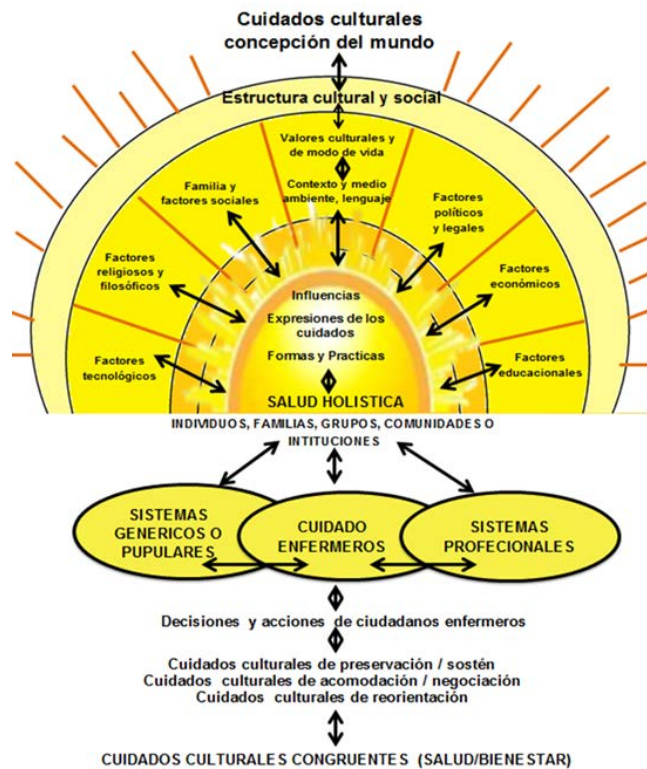 Cuidados culturales
concepción del mundo
Estructura cultural y social
Valores culturales y
de modo de vida
Contexto y medio
ambiente, lenguaje
Familia y
factores sociales
Factores
políticos
y legales
Factores
religiosos y
filosóficos
Factores
económicos
Factores
tecnológicos
Factores
educacionales
Influencias
Expresiones de los
cuidados
Formas y Practicas
SALUD HOLISTICA
INDIVIDUOS, FAMILIAS, GRUPOS, COMUNIDADES O
INTITUCIONES
SISTEMAS
GENERICOS O
PUPULARES
CUIDADO
ENFERMEROS
SISTEMAS
PROFECIONALES
Decisiones y acciones de ciudadanos enfermeros
Cuidados culturales de preservación / sostén
Cuidados culturales de acomodación / negociación
Cuidados culturales de reorientación
CUIDADOS CULTURALES CONGRUENTES (SALUD/BIENESTAR)